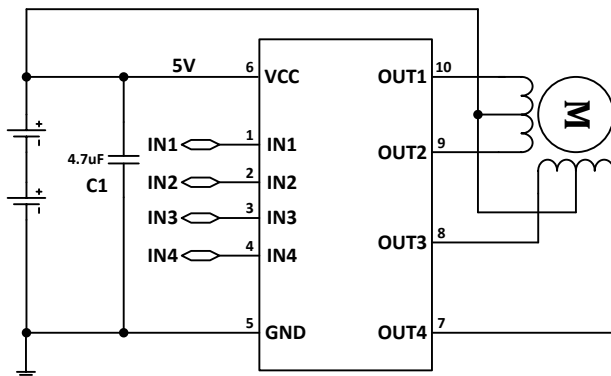 5V 6 VCC OUT1 10
M
IN1 1 IN1
4.7uF
C1
OUT2 9
IN2 2 IN2
IN3 3 IN3
OUT3 8
IN4 4 IN4
5 GND OUT4 7
+
-
+
-